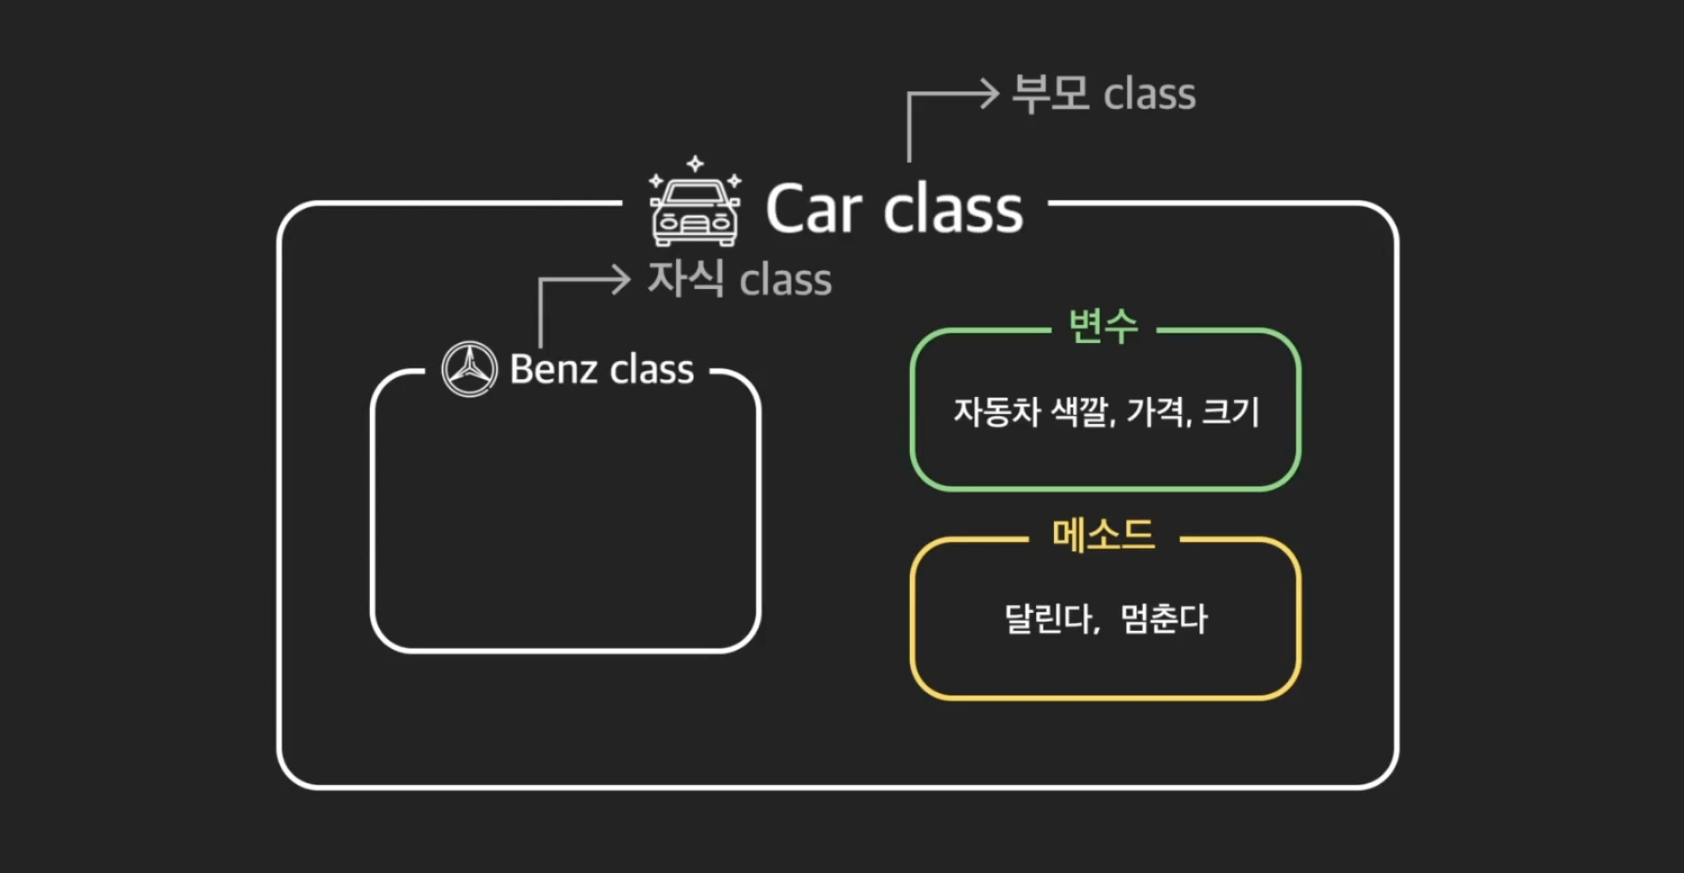 부모 class
Car class
자식 class
Benz class
변수
자동차 색깔, 가격, 크기
메소드
달린다, 멈춘다